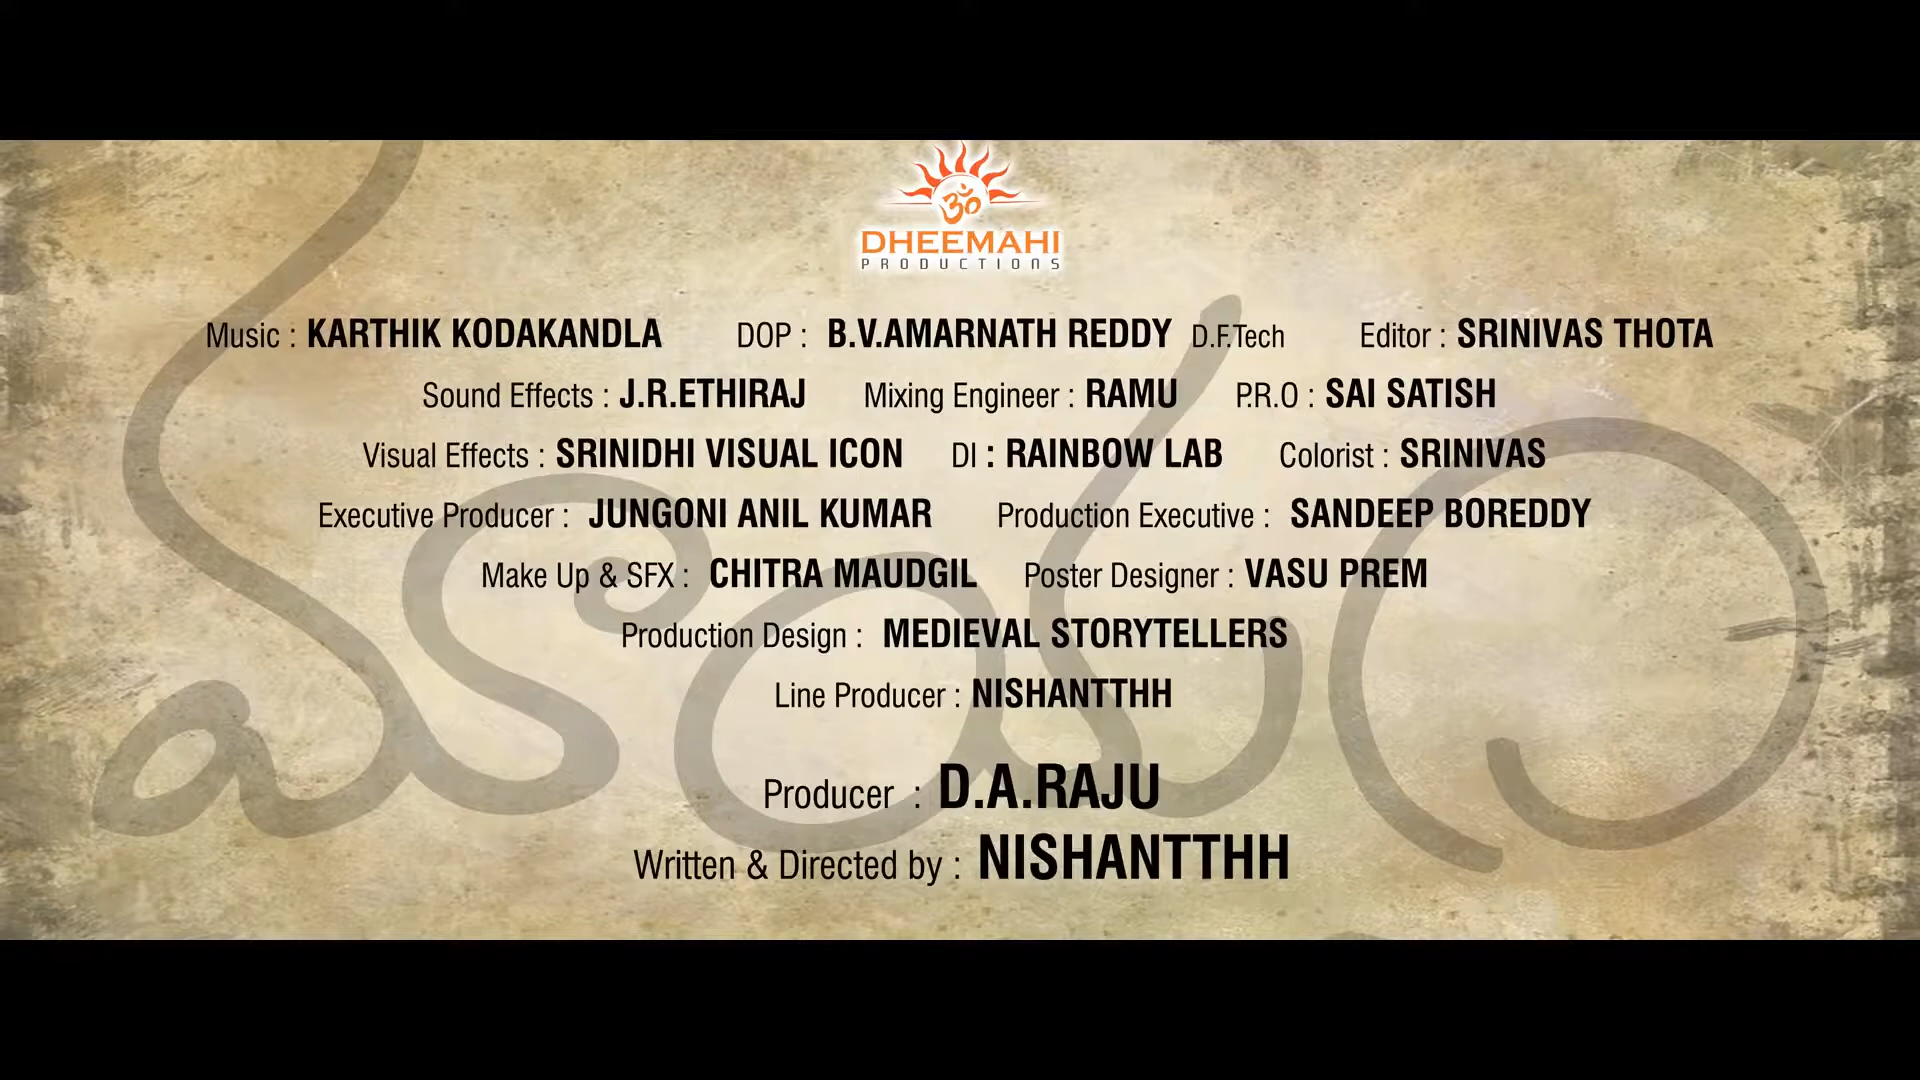 ॐ
DHEEMAHI
PRODUCTIONS
Music : KARTHIK KODAKANDLA DOP : B.V.AMARNATH REDDY D.F.Tech Editor : SRINIVAS THOTA
Sound Effects : J.R.ETHIRAJ Mixing Engineer : RAMU P.R.O : SAI SATISH
Visual Effects : SRINIDHI VISUAL ICON DI : RAINBOW LAB Colorist : SRINIVAS
Executive Producer : JUNGONI ANIL KUMAR Production Executive : SANDEEP BOREDDY
Make Up & SFX : CHITRA MAUDGIL Poster Designer : VASU PREM
Production Design : MEDIEVAL STORYTELLERS
Line Producer : NISHANTTHH
Producer : D.A.RAJU
Written & Directed by : NISHANTTHH